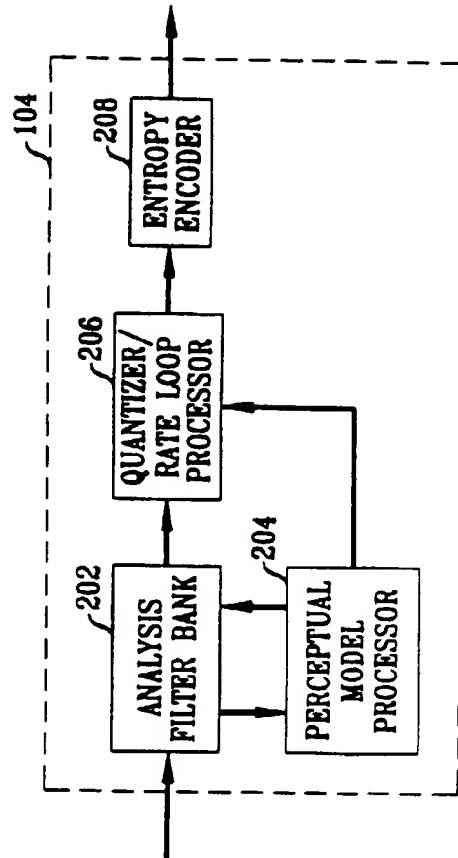 104
202
ANALYSIS
FILTER BANK
206
QUANTIZER/
RATE LOOP
PROCESSOR
208
ENTROPY
ENCODER
204
PERCEPTUAL
MODEL
PROCESSOR